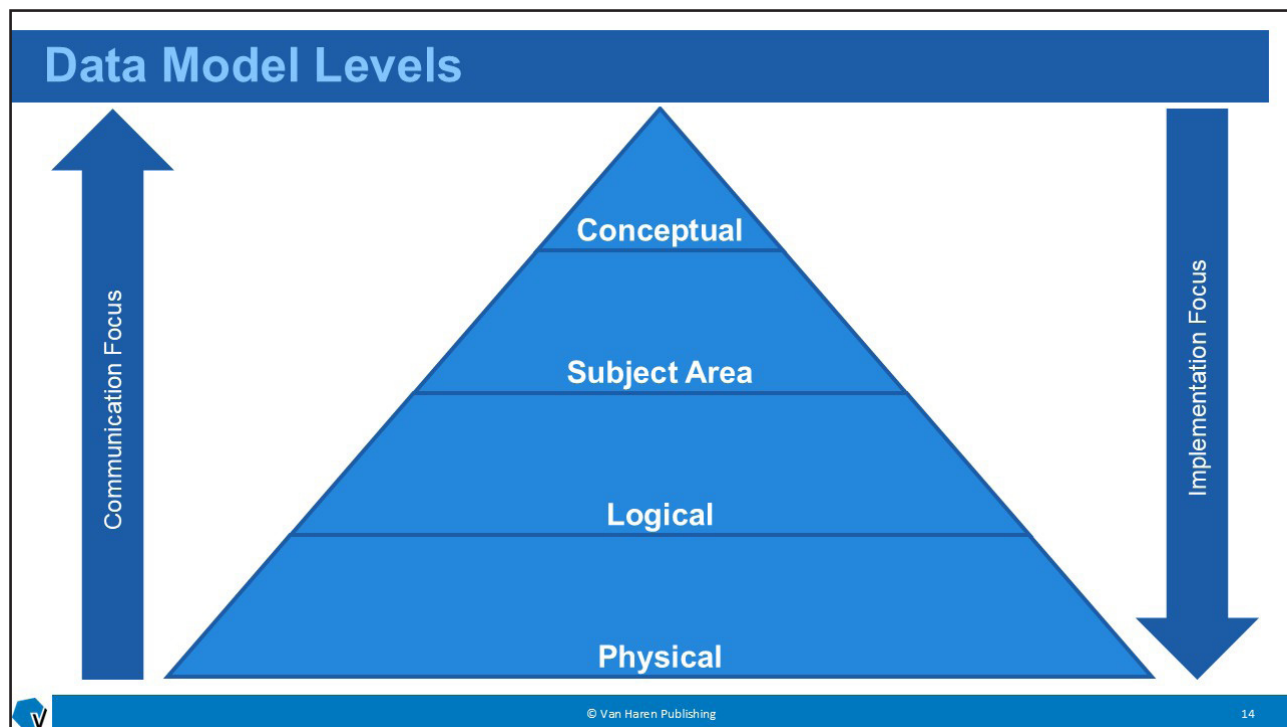 Data Model Levels
Communication Focus
Conceptual
Subject Area
Logical
Physical
Implementation Focus
V
© Van Haren Publishing
14